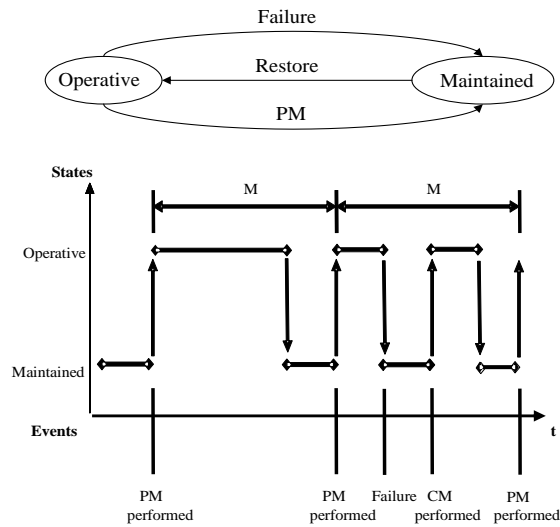 Failure
Operative
Restore
Maintained
PM
States
M
M
Operative
Maintained
Events
t
PM
performed
PM
performed
Failure
CM
performed
PM
performed